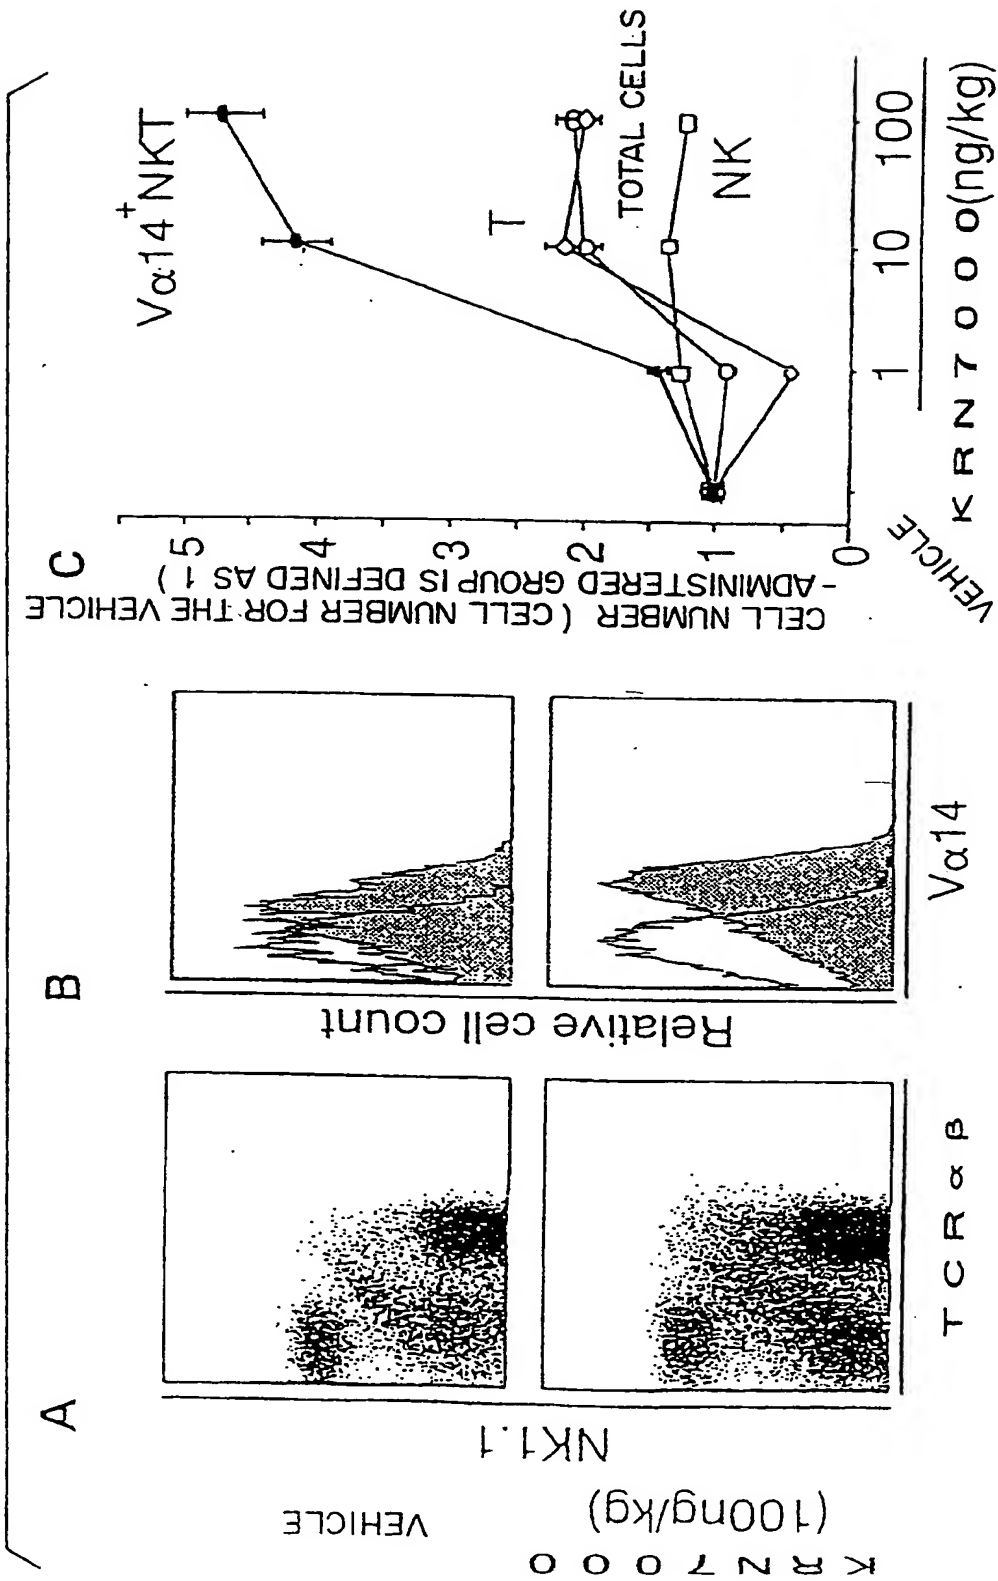 A
NK1.1
VEHICLE
KRN7000
(100ng/kg)
TCRαβ
B
Relative cell count
Vα14
C
CELL NUMBER (CELL NUMBER FOR THE VEHICLE
-ADMINISTERED GROUP IS DEFINED AS 1)
5
4
3
2
1
0
Vα14⁺NKT
T
TOTAL CELLS
NK
VEHICLE
1 10 100
KRN7000(ng/kg)